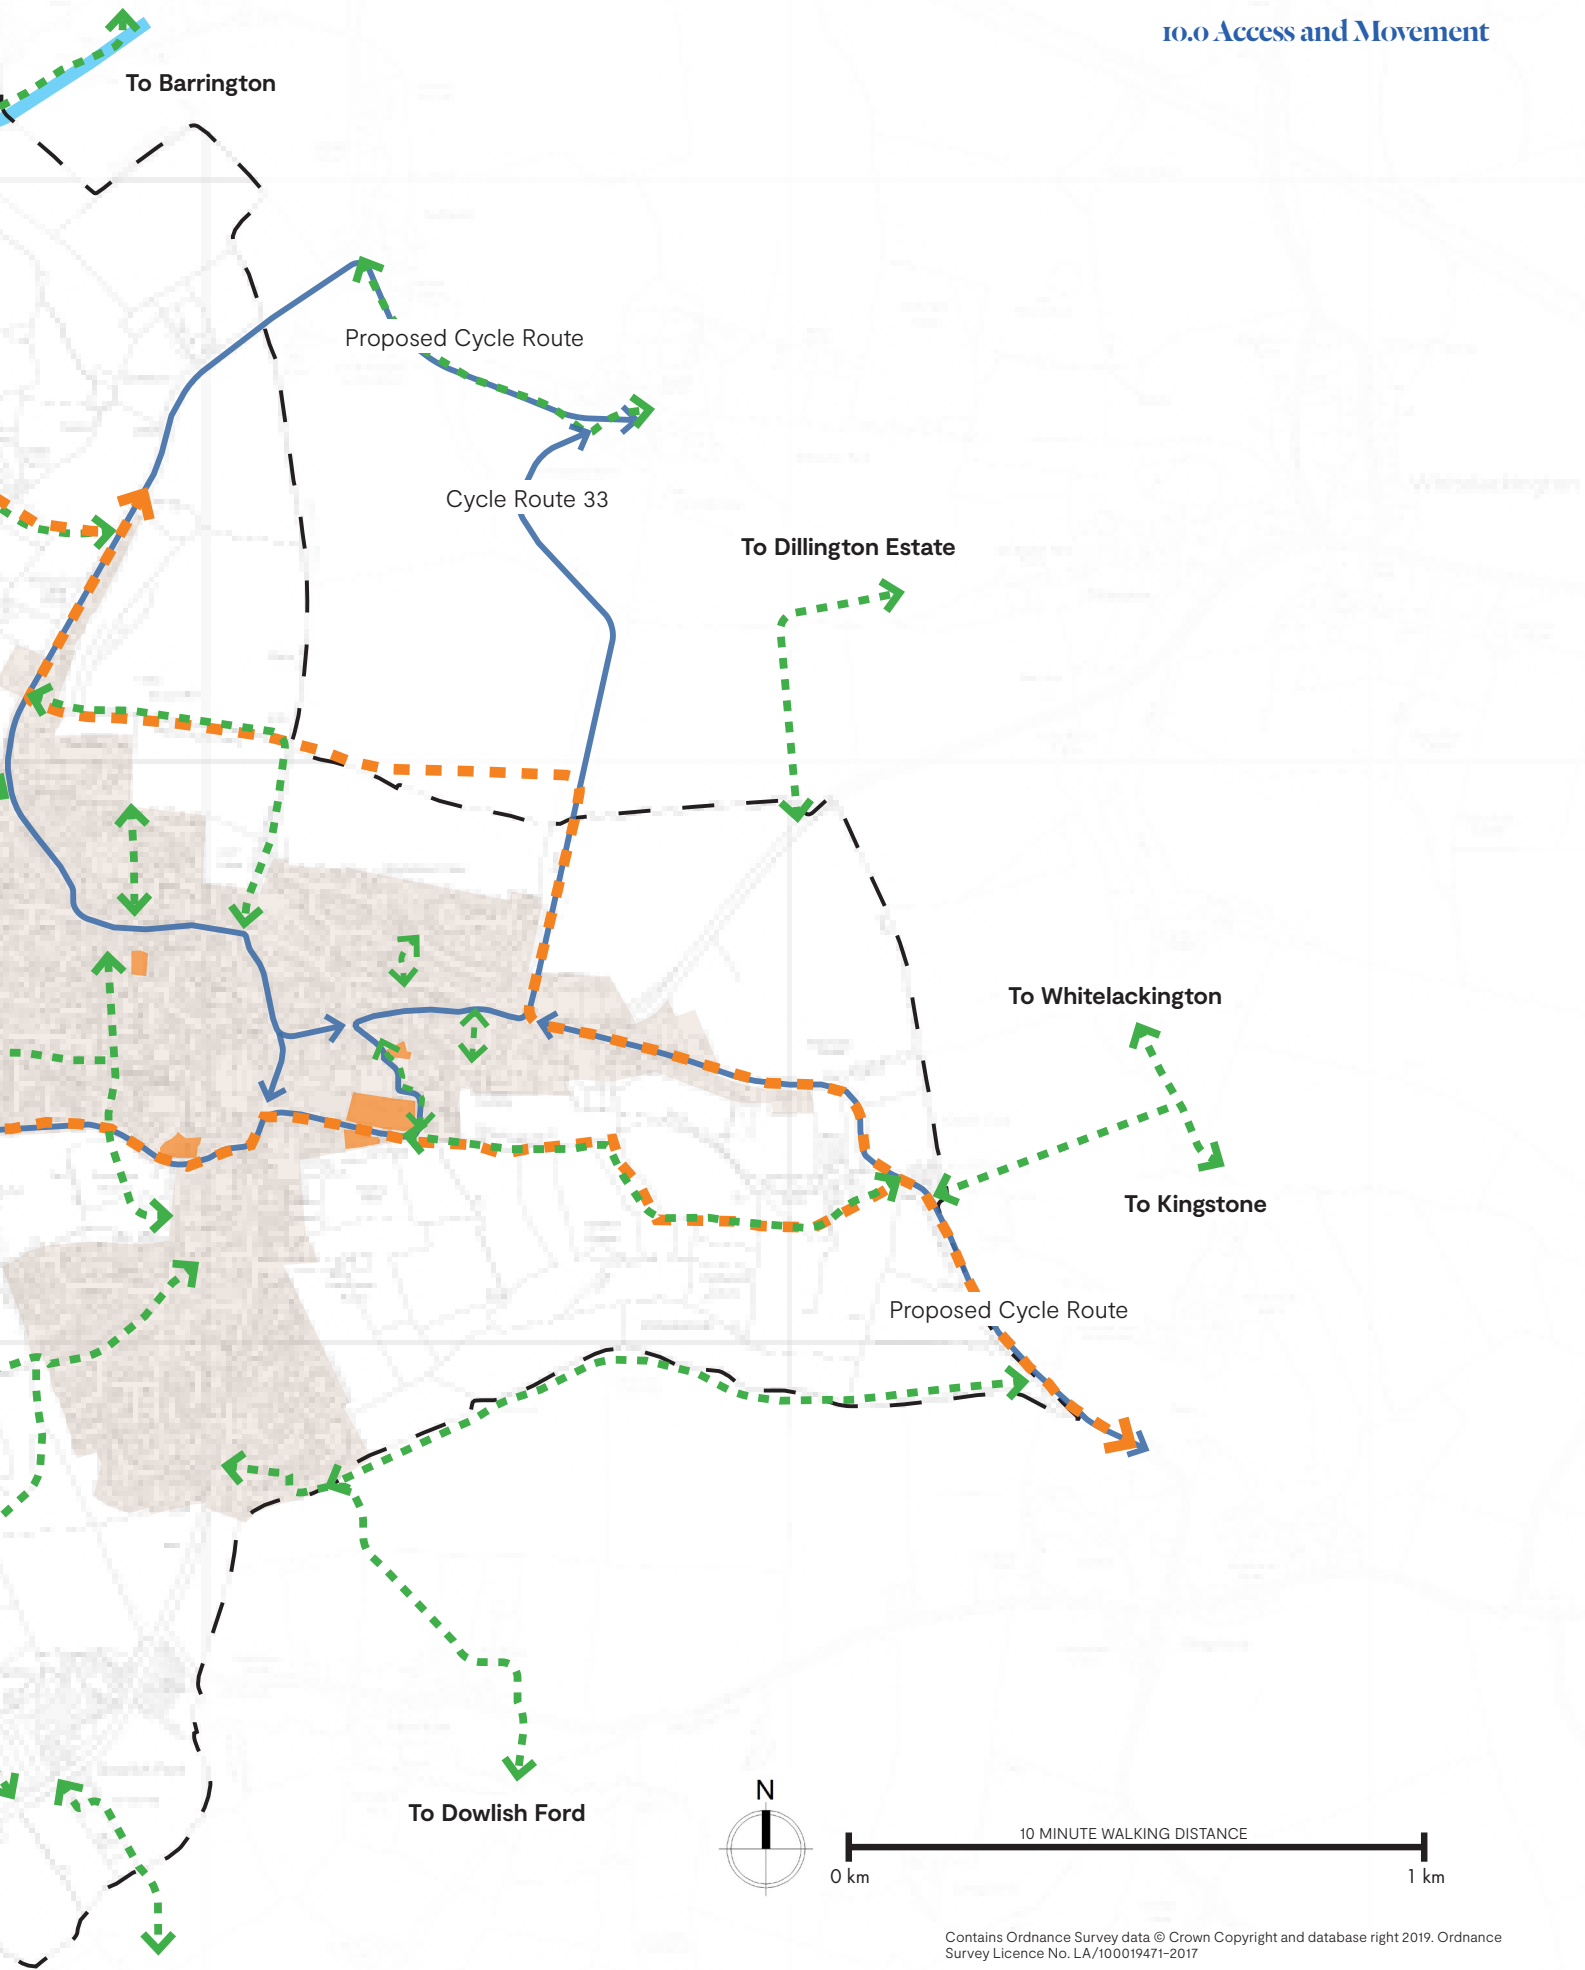 10.0 Access and Movement
To Barrington
Proposed Cycle Route
Cycle Route 33
To Dillington Estate
To Whitelackington
To Kingstone
Proposed Cycle Route
To Dowlish Ford
N
10 MINUTE WALKING DISTANCE
0 km
1 km
Contains Ordnance Survey data © Crown Copyright and database right 2019. Ordnance
Survey Licence No. LA/100019471-2017